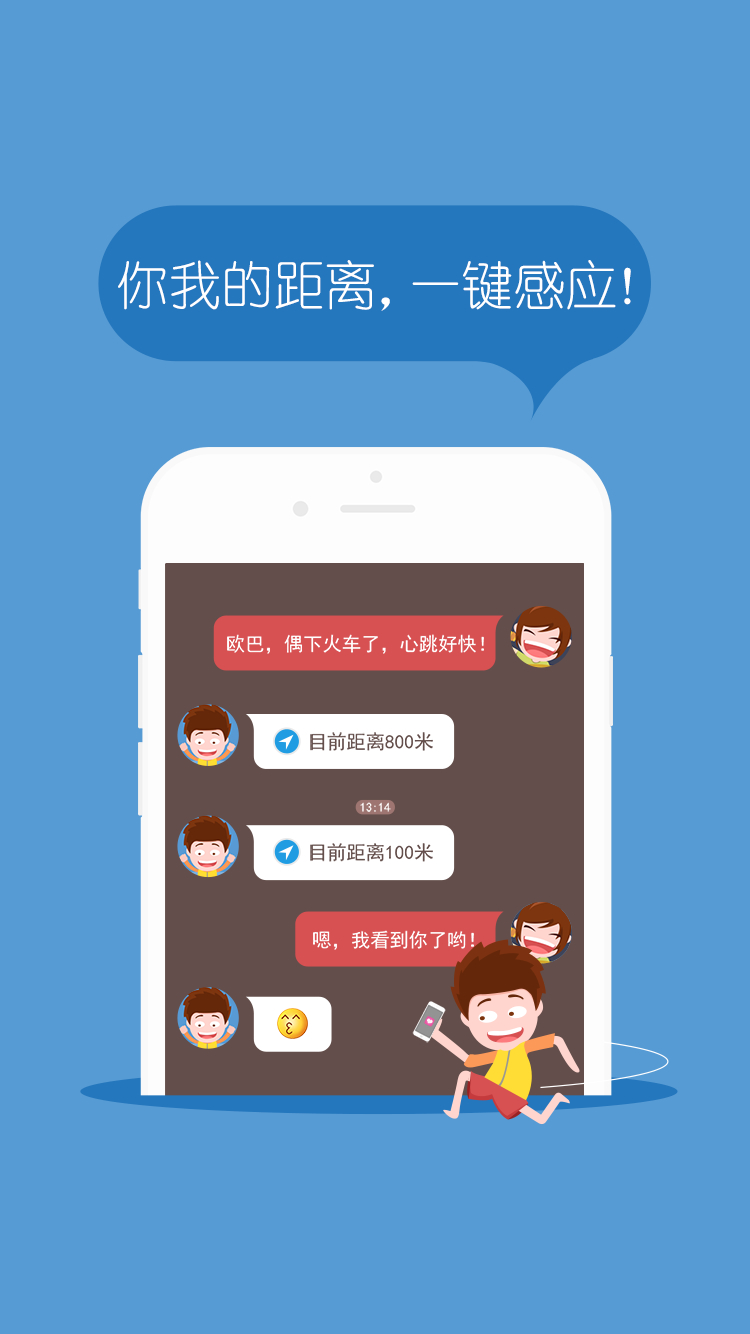 你我的距离,一键感应!
欧巴，偶下火车了，心跳好快!
目前距离800米
13:14
目前距离100米
嗯，我看到你了哟!